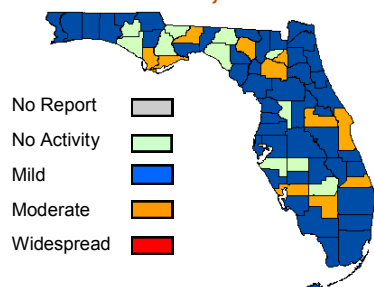 No Report
No Activity
Mild
Moderate
Widespread